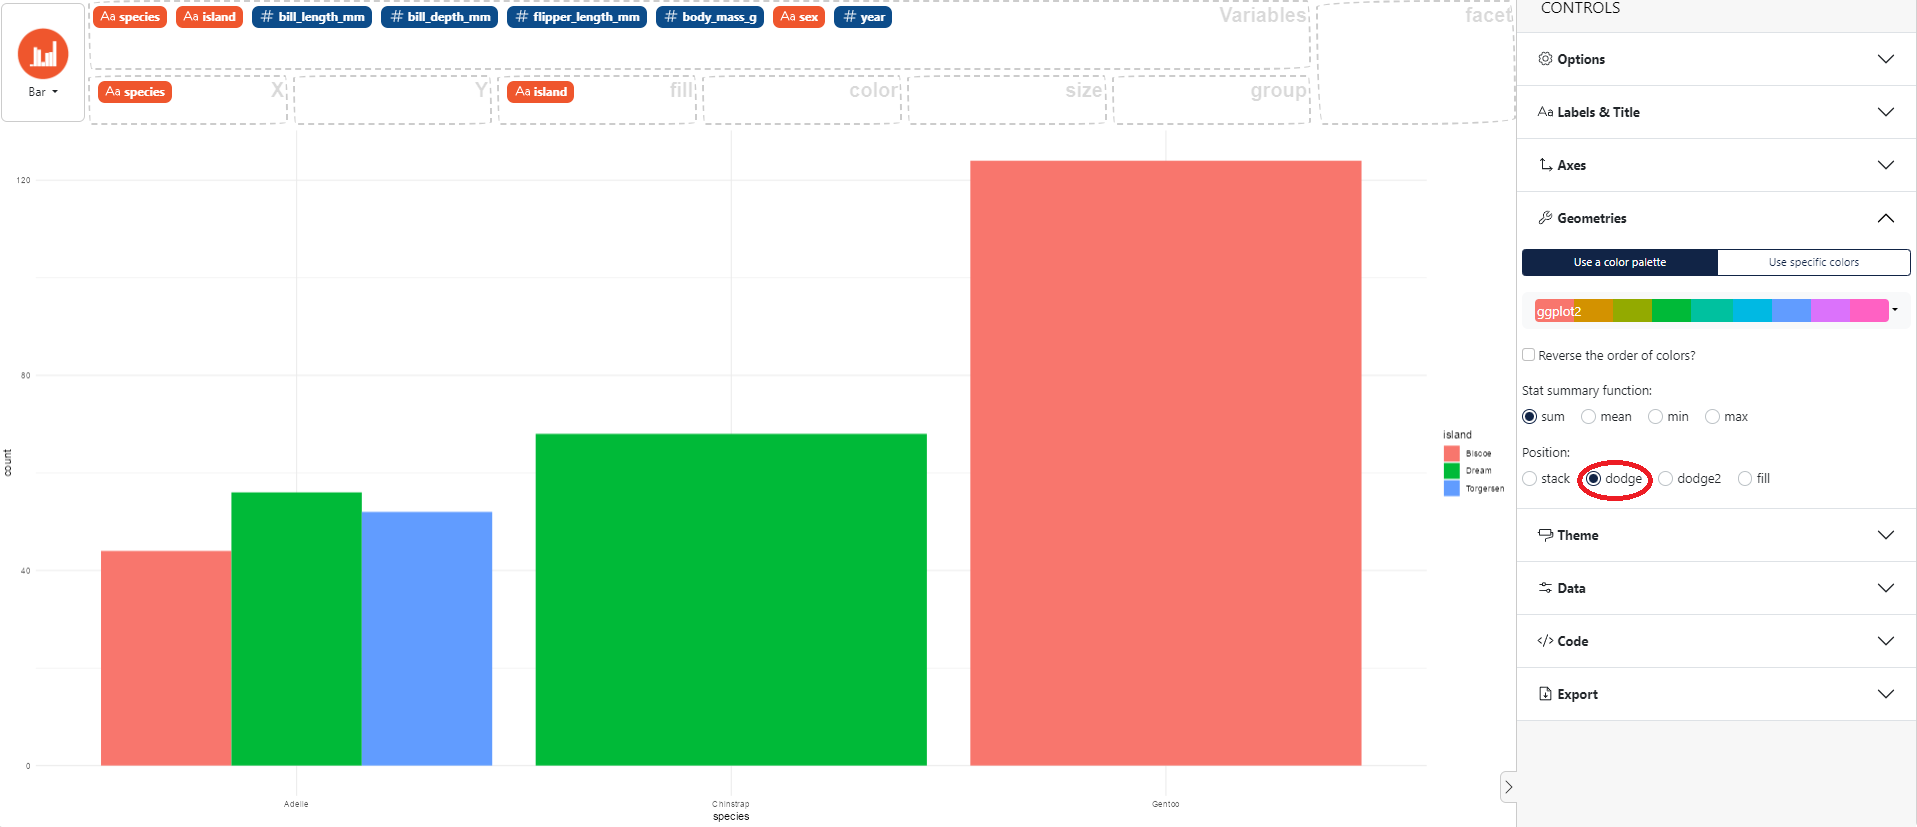 Aa species Aa island # bill_length_mm # bill_depth_mm # flipper_length_mm # body_mass_g Aa sex # year Variables
facet
Bar
Aa species X
Y
Aa island fill
color
size
group
120
80
40
0
count
Adelie
Chinstrap
Gentoo
species
island
Biscoe
Dream
Torgersen
CONTROLS
Options
Aa Labels & Title
Axes
Geometries
Use a color palette Use specific colors
ggplot2
Reverse the order of colors?
Stat summary function:
sum mean min max
Position:
stack dodge dodge2 fill
Theme
Data
</> Code
Export